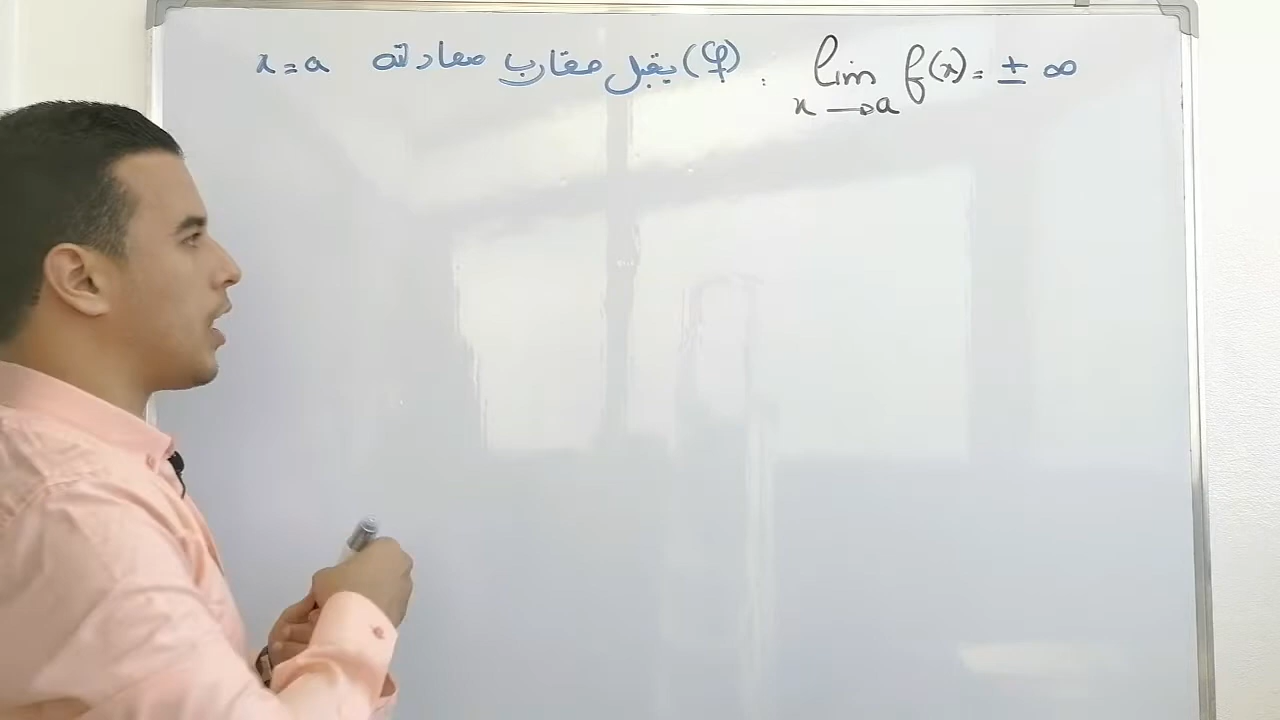 lim f(x) = ± ∞ . (φ) يقبل مقارب معادلته x = a
x → a